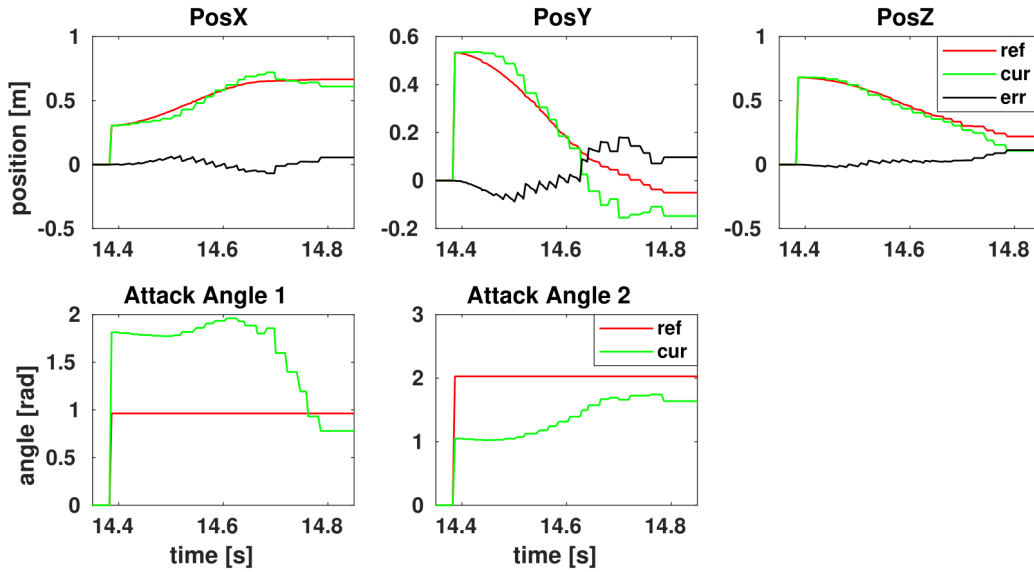 PosX
PosY
PosZ
position [m]
1
0.5
0
-0.5
14.4 14.6 14.8
0.6
0.4
0.2
0
-0.2
14.4 14.6 14.8
1
0.5
0
-0.5
14.4 14.6 14.8
ref
cur
err
Attack Angle 1
Attack Angle 2
angle [rad]
2
1.5
1
1.5
0
14.4 14.6 14.8
time [s]
3
2
1
0
14.4 14.6 14.8
time [s]
ref
cur